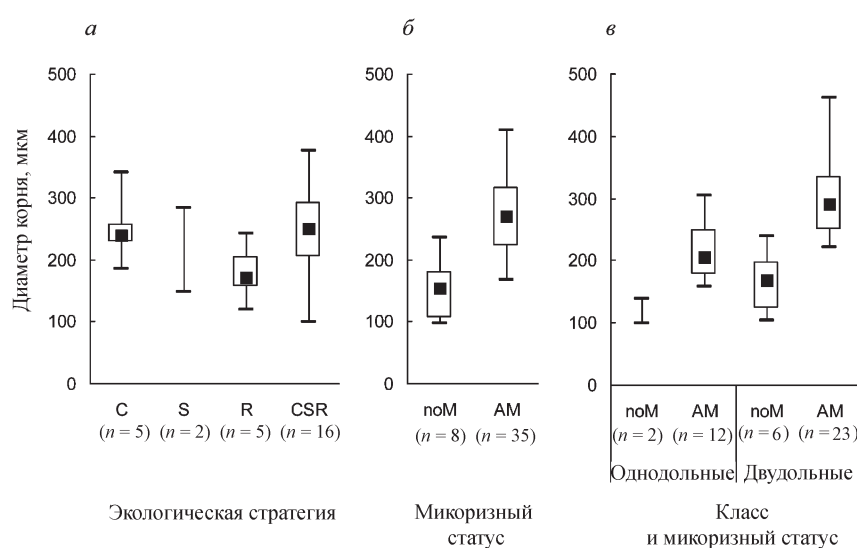 а
б
в
Диаметр корня, мкм
500
400
300
200
100
0
C S R CSR
(n = 5) (n = 2) (n = 5) (n = 16)
Экологическая стратегия
500
400
300
200
100
0
noM AM
(n = 8) (n = 35)
Микоризный
статус
500
400
300
200
100
0
noM AM noM AM
(n = 2) (n = 12) (n = 6) (n = 23)
Однодольные Двудольные
Класс
и микоризный статус